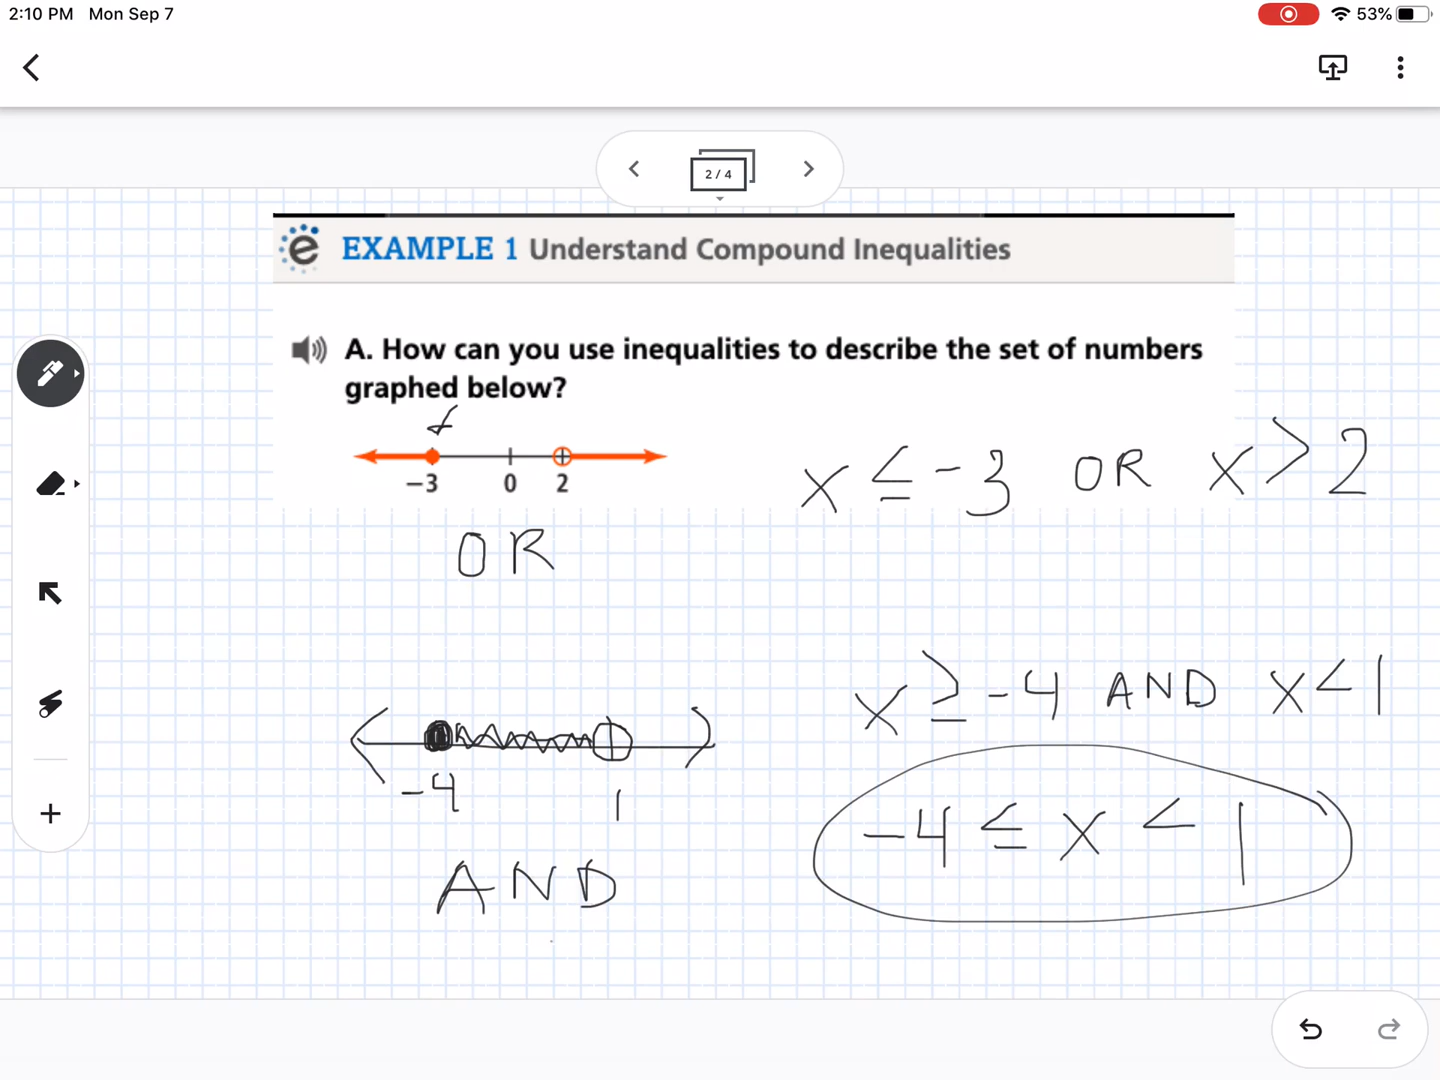 2:10 PM Mon Sep 7
53%
2 / 4
e EXAMPLE 1 Understand Compound Inequalities
A. How can you use inequalities to describe the set of numbers
graphed below?
-3 0 2
x ≤ -3 OR x > 2
OR
x ≥ -4 AND x < 1
-4 1
-4 ≤ x < 1
AND